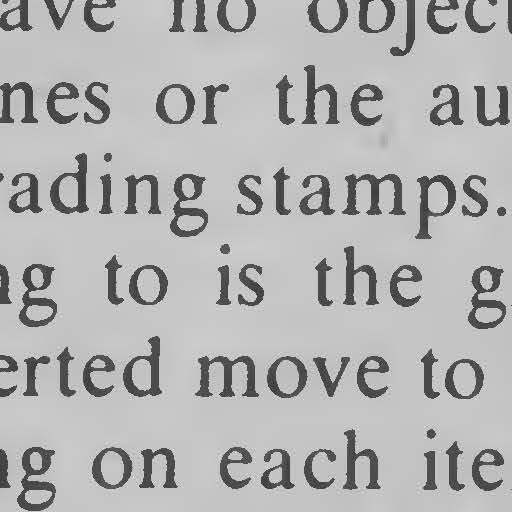 ave no object
nes or the au
rading stamps.
ng to is the g
erted move to
ng on each ite